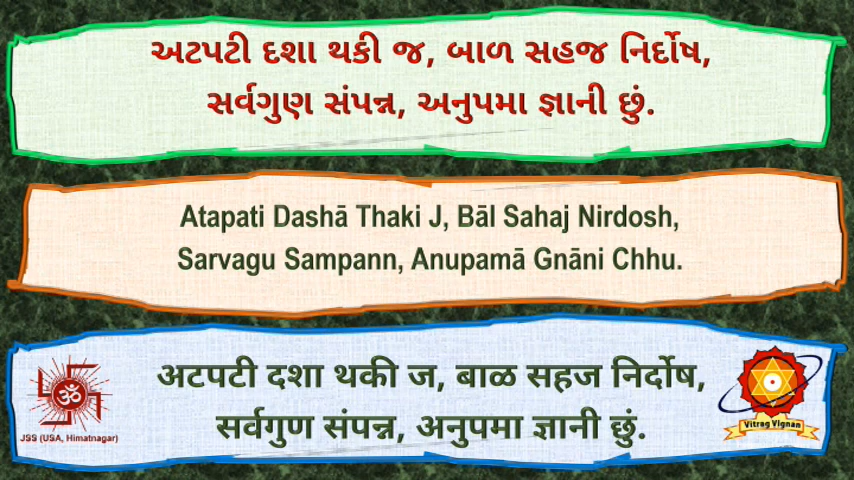 અટપટી દશા થકી જ, બાળ સહજ નિર્દોષ,
સર્વગુણ સંપન્ન, અનુપમા જ્ઞાની છું.
Atapati Dashā Thaki J, Bāl Sahaj Nirdosh,
Sarvagu Sampann, Anupamā Gnāni Chhu.
अटपटी दशा थकी ज, बाळ सहज निर्दोष,
सर्वगुण संपन्न, अनुपमा ज्ञानी छुं.
ॐ
JSS (USA, Himatnagar)
Vitrag Vignan